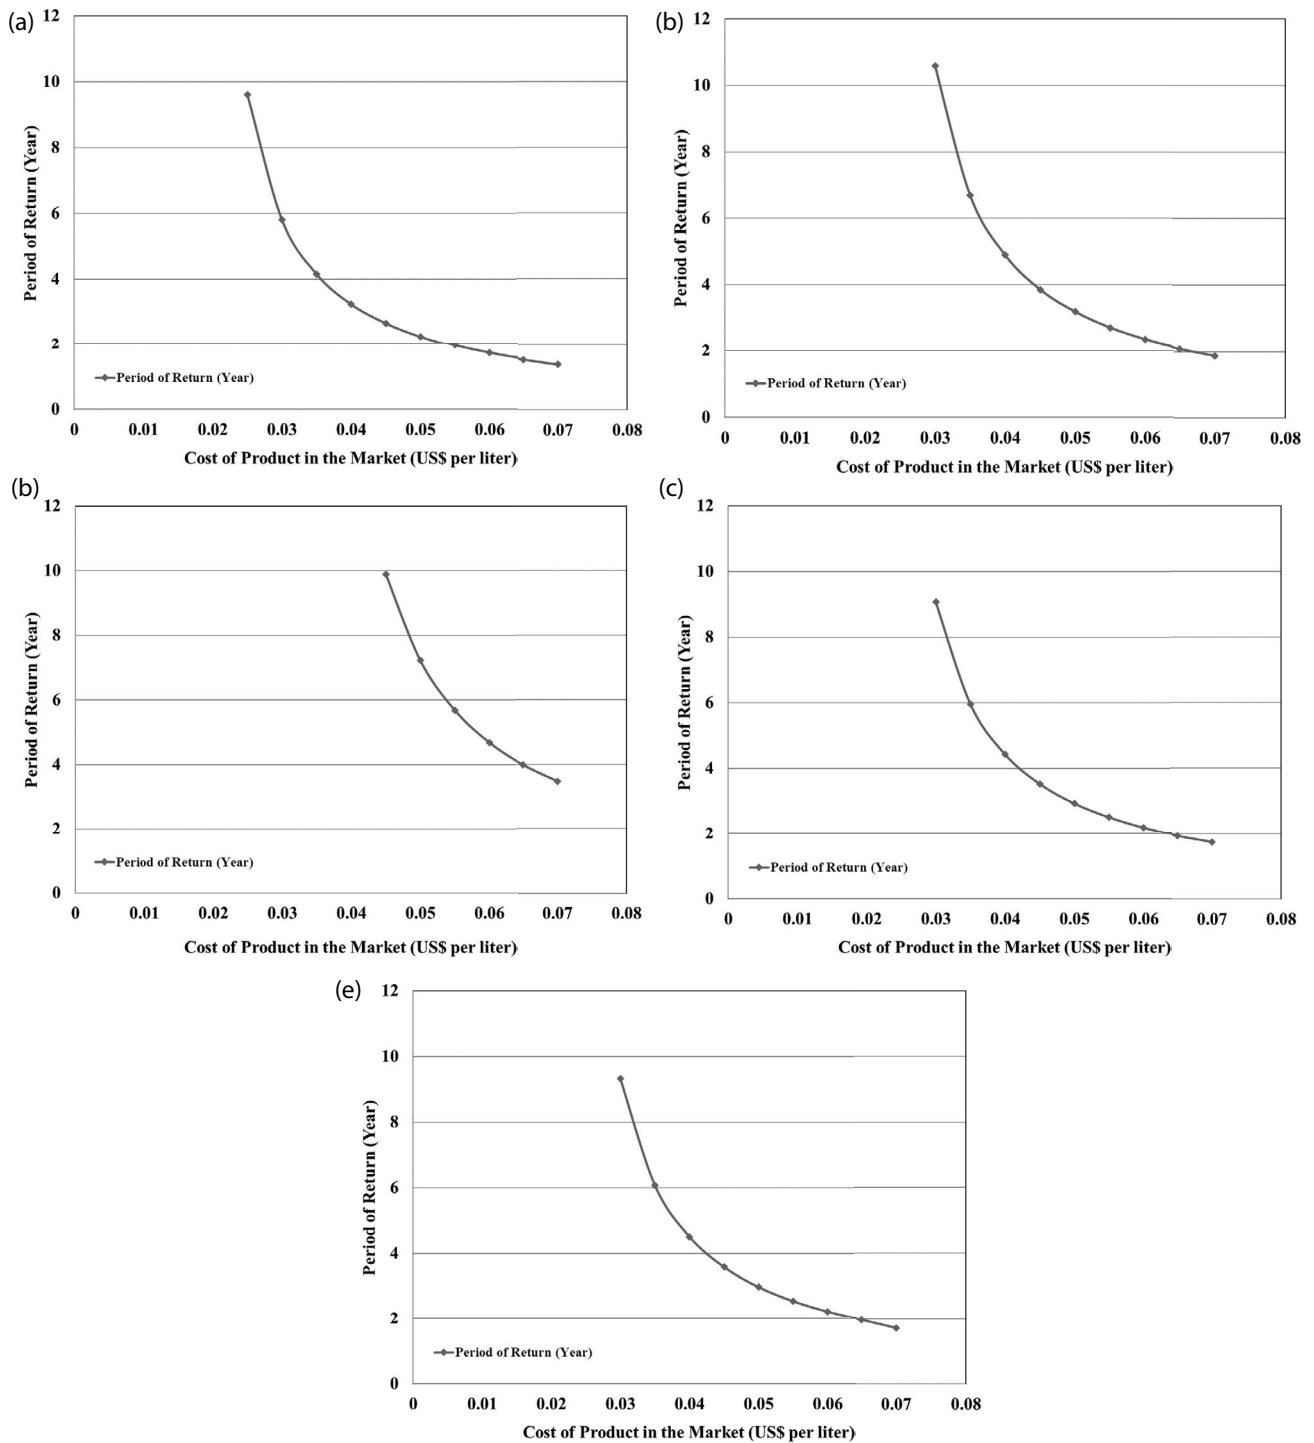 (a)
12
10
8
6
4
2
0
Period of Return (Year)
Period of Return (Year)
0 0.01 0.02 0.03 0.04 0.05 0.06 0.07 0.08
Cost of Product in the Market (US$ per liter)
(b)
12
10
8
6
4
2
0
Period of Return (Year)
Period of Return (Year)
0 0.01 0.02 0.03 0.04 0.05 0.06 0.07 0.08
Cost of Product in the Market (US$ per liter)
(b)
12
10
8
6
4
2
0
Period of Return (Year)
Period of Return (Year)
0 0.01 0.02 0.03 0.04 0.05 0.06 0.07 0.08
Cost of Product in the Market (US$ per liter)
(c)
12
10
8
6
4
2
0
Period of Return (Year)
Period of Return (Year)
0 0.01 0.02 0.03 0.04 0.05 0.06 0.07 0.08
Cost of Product in the Market (US$ per liter)
(e)
12
10
8
6
4
2
0
Period of Return (Year)
Period of Return (Year)
0 0.01 0.02 0.03 0.04 0.05 0.06 0.07 0.08
Cost of Product in the Market (US$ per liter)